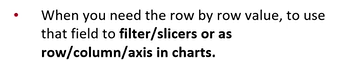 • When you need the row by row value, to use
that field to filter/slicers or as
row/column/axis in charts.